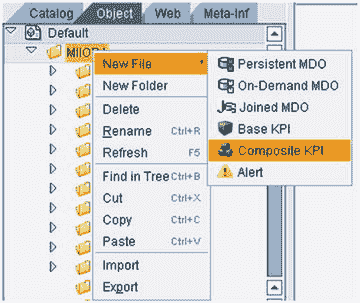 Catalog Object Web Meta-Inf
Default
New File
New Folder
Delete
Rename Ctrl+R
Refresh F5
Find in Tree Ctrl+B
Cut Ctrl+X
Copy Ctrl+C
Paste Ctrl+V
Import
Export
Persistent MDO
On-Demand MDO
Joined MDO
Base KPI
Composite KPI
Alert